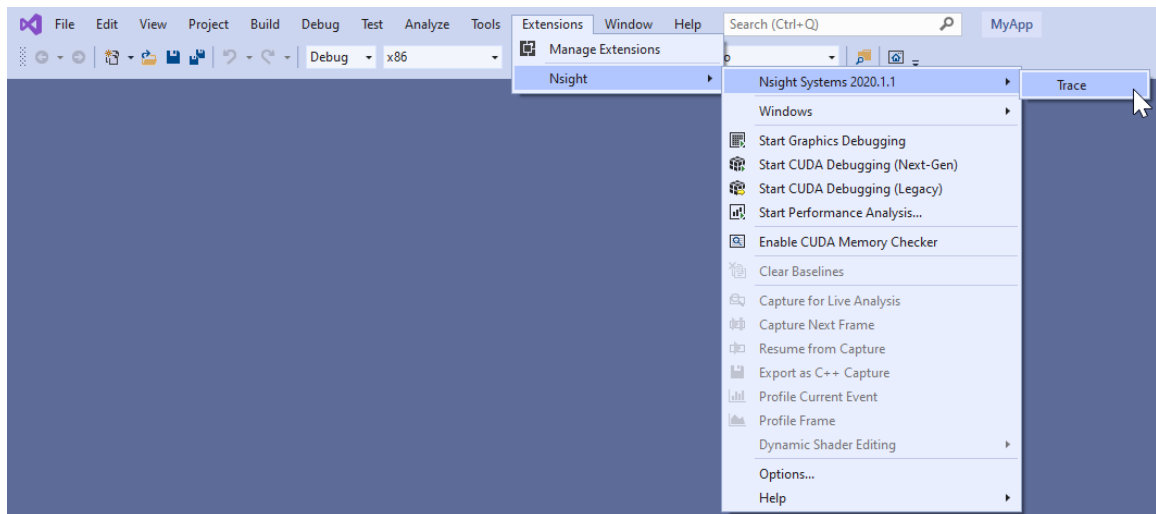 File Edit View Project Build Debug Test Analyze Tools Extensions Window Help Search (Ctrl+Q) MyApp
Debug x86
Manage Extensions
Nsight
Nsight Systems 2020.1.1
Trace
Windows
Start Graphics Debugging
Start CUDA Debugging (Next-Gen)
Start CUDA Debugging (Legacy)
Start Performance Analysis...
Enable CUDA Memory Checker
Clear Baselines
Capture for Live Analysis
Capture Next Frame
Resume from Capture
Export as C++ Capture
Profile Current Event
Profile Frame
Dynamic Shader Editing
Options...
Help